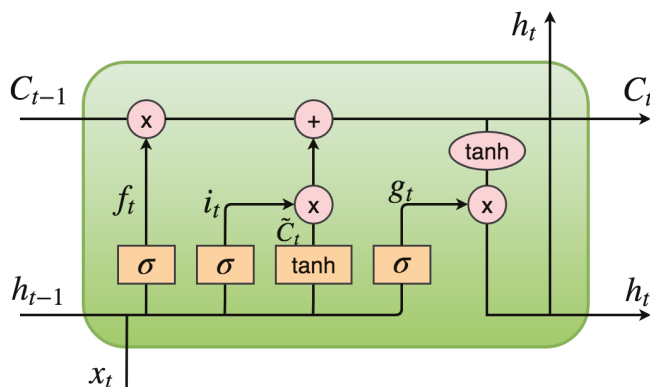 h_t
C_{t-1}
C_t
x
+
tanh
f_t
i_t
x
g_t
x
C̃_t
σ
σ
tanh
σ
h_{t-1}
h_t
x_t